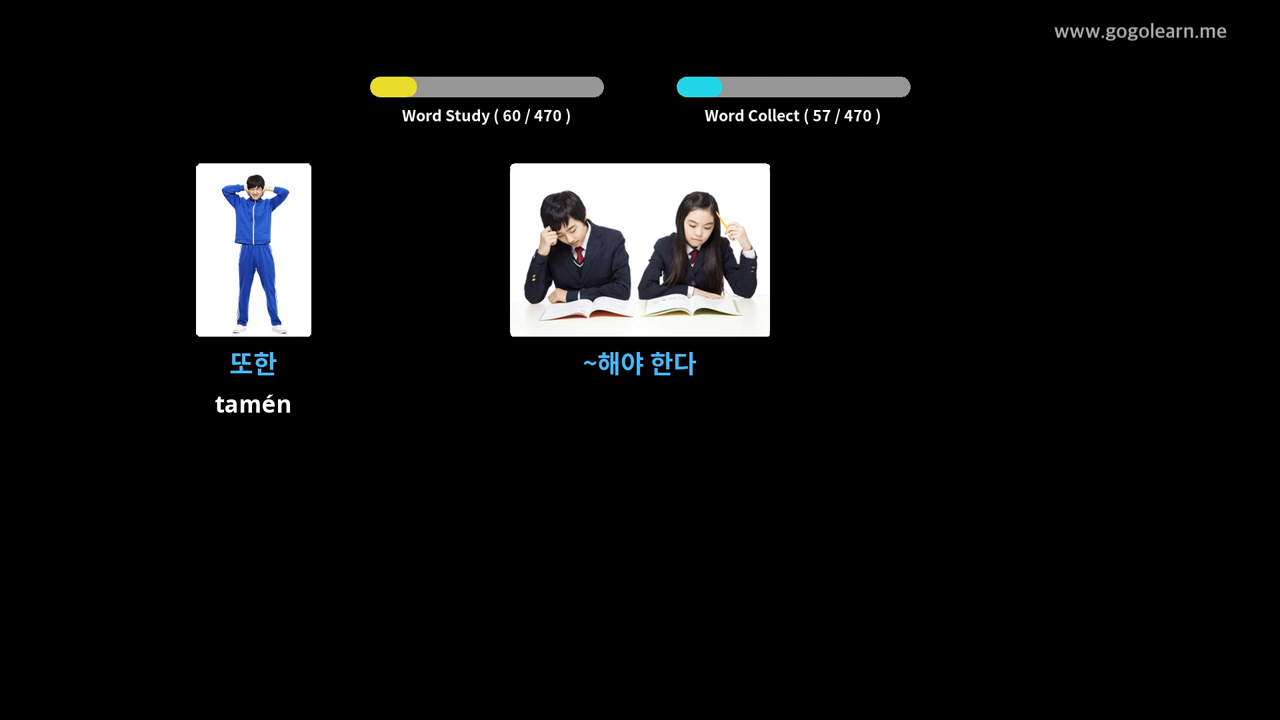 www.gogolearn.me
Word Study ( 60 / 470 )
Word Collect ( 57 / 470 )
또한
tamén
~해야 한다